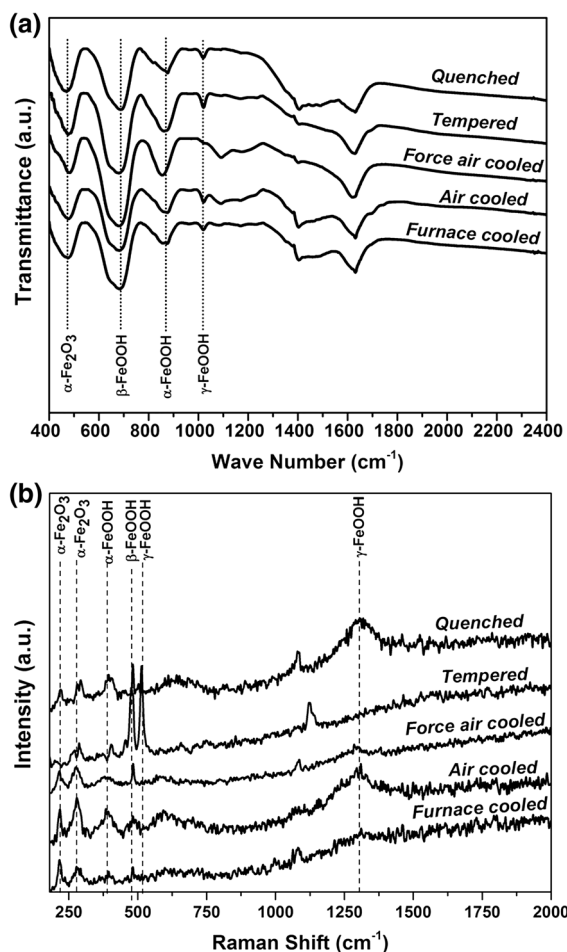 (a)
Transmittance (a.u.)
Quenched
Tempered
Force air cooled
Air cooled
Furnace cooled
α-Fe2O3
β-FeOOH
α-FeOOH
γ-FeOOH
400 600 800 1000 1200 1400 1600 1800 2000 2200 2400
Wave Number (cm-1)
(b)
α-Fe2O3
α-Fe2O3
α-FeOOH
β-FeOOH
γ-FeOOH
γ-FeOOH
Intensity (a.u.)
Quenched
Tempered
Force air cooled
Air cooled
Furnace cooled
250 500 750 1000 1250 1500 1750 2000
Raman Shift (cm-1)